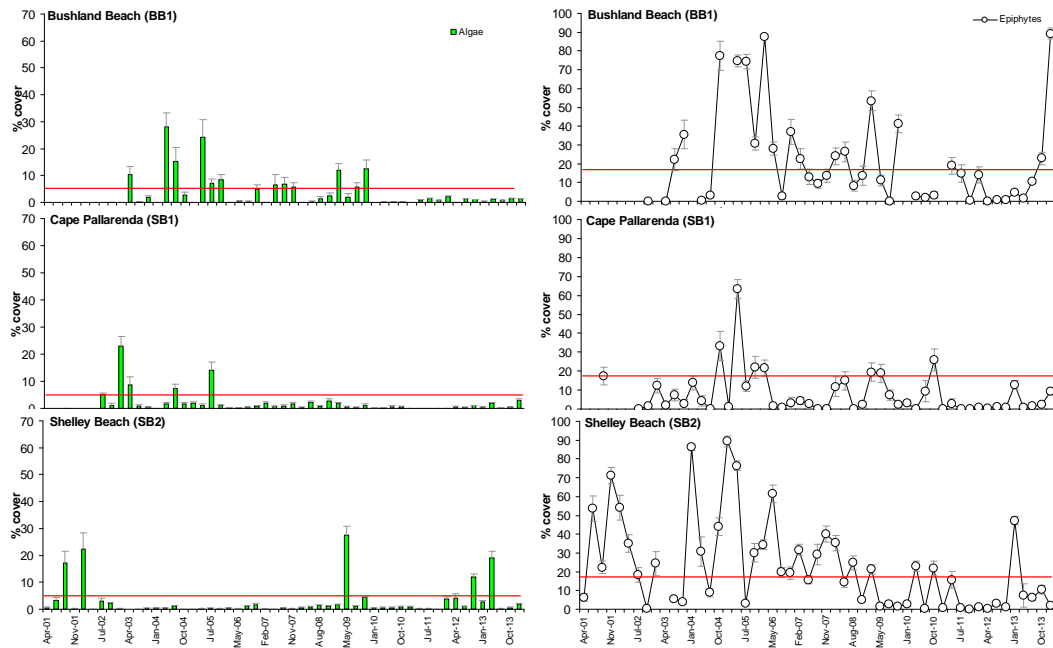 Bushland Beach (BB1)
70
60
50
40
30
20
10
0
% cover
Algae
Cape Pallarenda (SB1)
70
60
50
40
30
20
10
0
% cover
Shelley Beach (SB2)
70
60
50
40
30
20
10
0
% cover
Apr-01
Nov-01
Jul-02
Mar-03
Jan-04
Oct-04
Jul-05
May-06
Feb-07
Nov-07
Aug-08
May-09
Jan-10
Oct-10
Jul-11
Apr-12
Jan-13
Oct-13
Bushland Beach (BB1)
100
90
80
70
60
50
40
30
20
10
0
% cover
Epiphytes
Cape Pallarenda (SB1)
100
90
80
70
60
50
40
30
20
10
0
% cover
Shelley Beach (SB2)
100
90
80
70
60
50
40
30
20
10
0
% cover
Apr-01
Nov-01
Jul-02
Mar-03
Jan-04
Oct-04
Jul-05
May-06
Feb-07
Nov-07
Aug-08
May-09
Jan-10
Oct-10
Jul-11
Apr-12
Jan-13
Oct-13